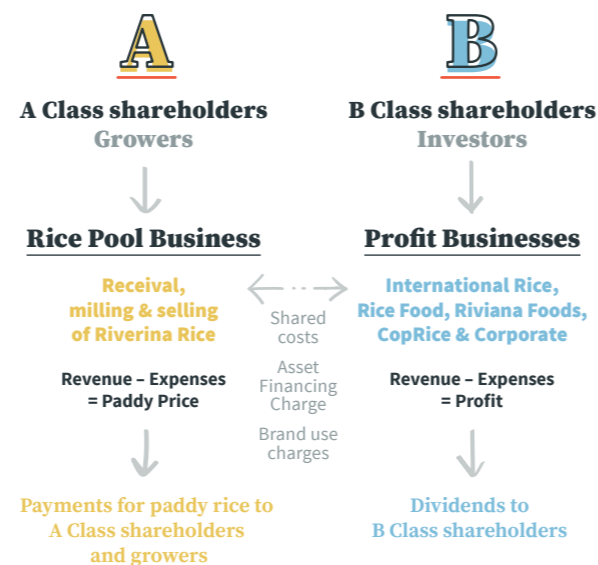 A
A Class shareholders
Growers
Rice Pool Business
Receival,
milling & selling
of Riverina Rice
Revenue – Expenses
= Paddy Price
Payments for paddy rice to
A Class shareholders
and growers
Shared
costs
Asset
Financing
Charge
Brand use
charges
B
B Class shareholders
Investors
Profit Businesses
International Rice,
Rice Food, Riviana Foods,
CopRice & Corporate
Revenue – Expenses
= Profit
Dividends to
B Class shareholders